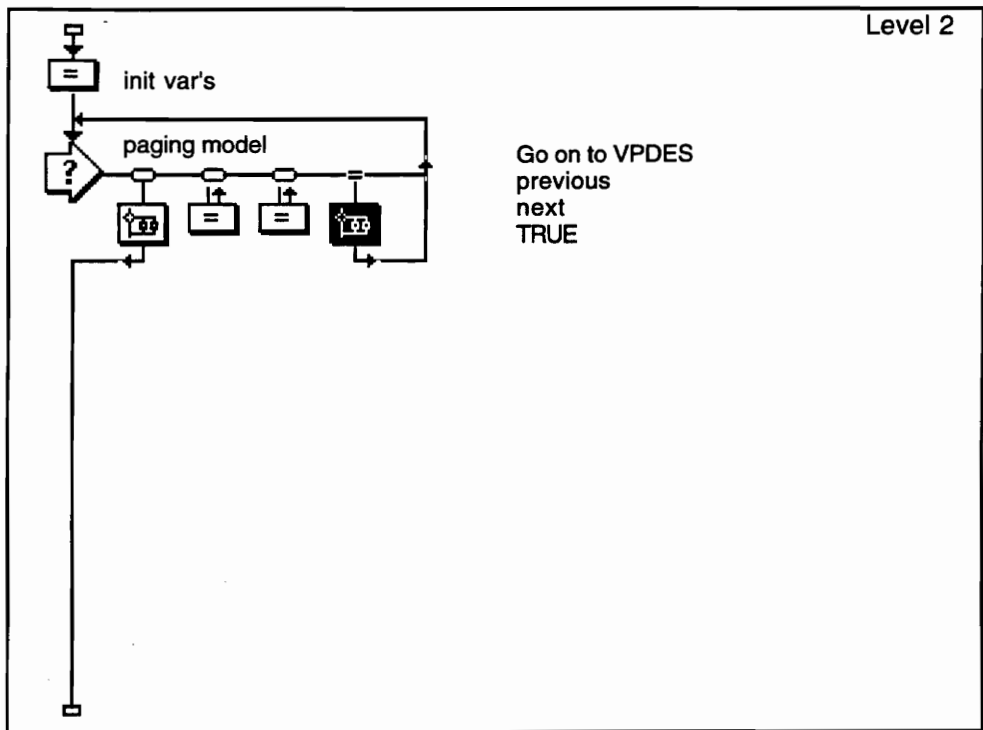 Level 2
=
init var's
paging model
?
=
= =
Go on to VPDES
previous
next
TRUE